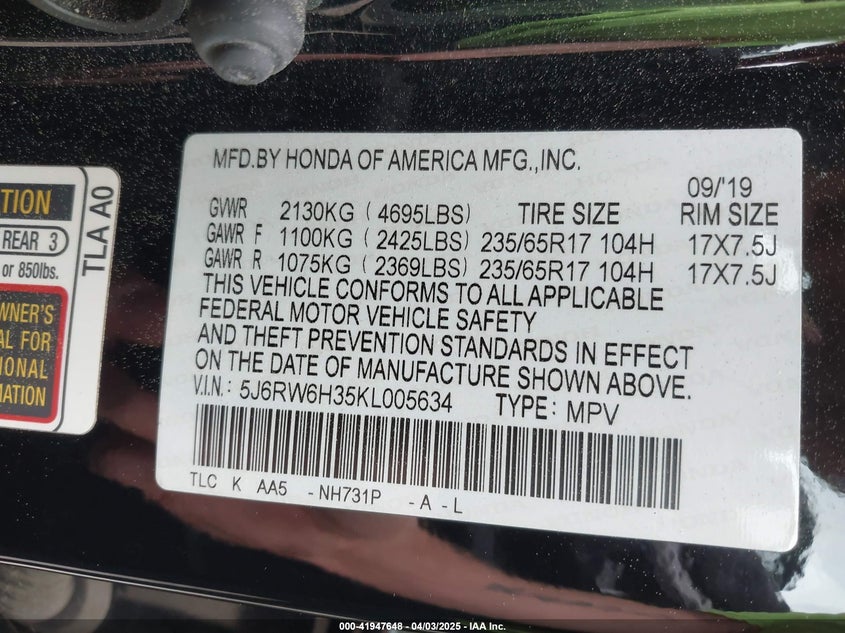 MFD.BY HONDA OF AMERICA MFG.,INC.
09/'19
GVWR 2130KG ( 4695LBS) TIRE SIZE RIM SIZE
GAWR F 1100KG ( 2425LBS) 235/65R17 104H 17X7.5J
GAWR R 1075KG ( 2369LBS) 235/65R17 104H 17X7.5J
THIS VEHICLE CONFORMS TO ALL APPLICABLE
FEDERAL MOTOR VEHICLE SAFETY
AND THEFT PREVENTION STANDARDS IN EFFECT
ON THE DATE OF MANUFACTURE SHOWN ABOVE.
V.I.N.: 5J6RW6H35KL005634 TYPE: MPV
TLC K AA5 -NH731P -A -L
TION
REAR 3
or 850lbs.
WNER'S
AL FOR
IONAL
MATION
TLA A0
000-41947648 - 04/03/2025 - IAA Inc.